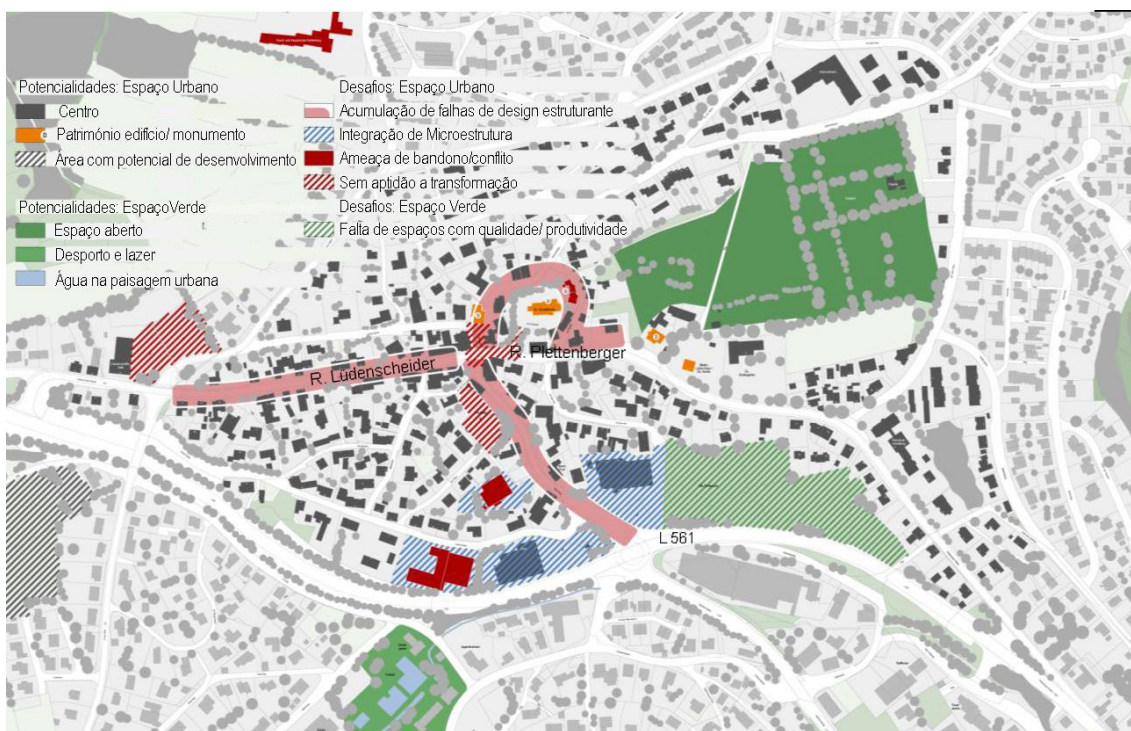 Potencialidades: Espaço Urbano
Centro
Património edifício/ monumento
Área com potencial de desenvolvimento
Potencialidades: EspaçoVerde
Espaço aberto
Desporto e lazer
Água na paisagem urbana
Desafios: Espaço Urbano
Acumulação de falhas de design estruturante
Integração de Microestrutura
Ameaça de bandono/conflito
Sem aptidão a transformação
Desafios: Espaço Verde
Falta de espaços com qualidade/ produtividade
R. Plettenberger
R. Lüdenscheider
L 561